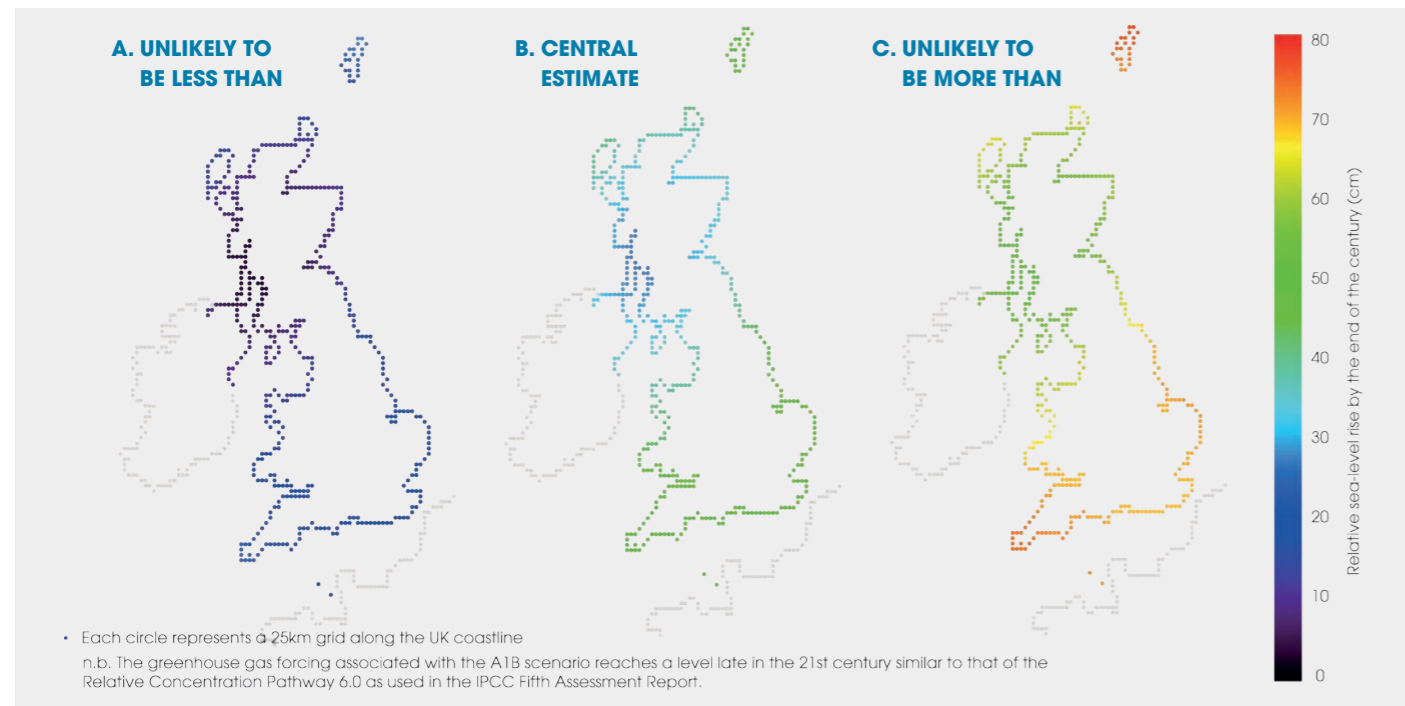 A. UNLIKELY TO
BE LESS THAN
B. CENTRAL
ESTIMATE
C. UNLIKELY TO
BE MORE THAN
80
70
60
50
40
30
20
10
0
Relative sea-level rise by the end of the century (cm)
• Each circle represents a 25km grid along the UK coastline
n.b. The greenhouse gas forcing associated with the A1B scenario reaches a level late in the 21st century similar to that of the
Relative Concentration Pathway 6.0 as used in the IPCC Fifth Assessment Report.